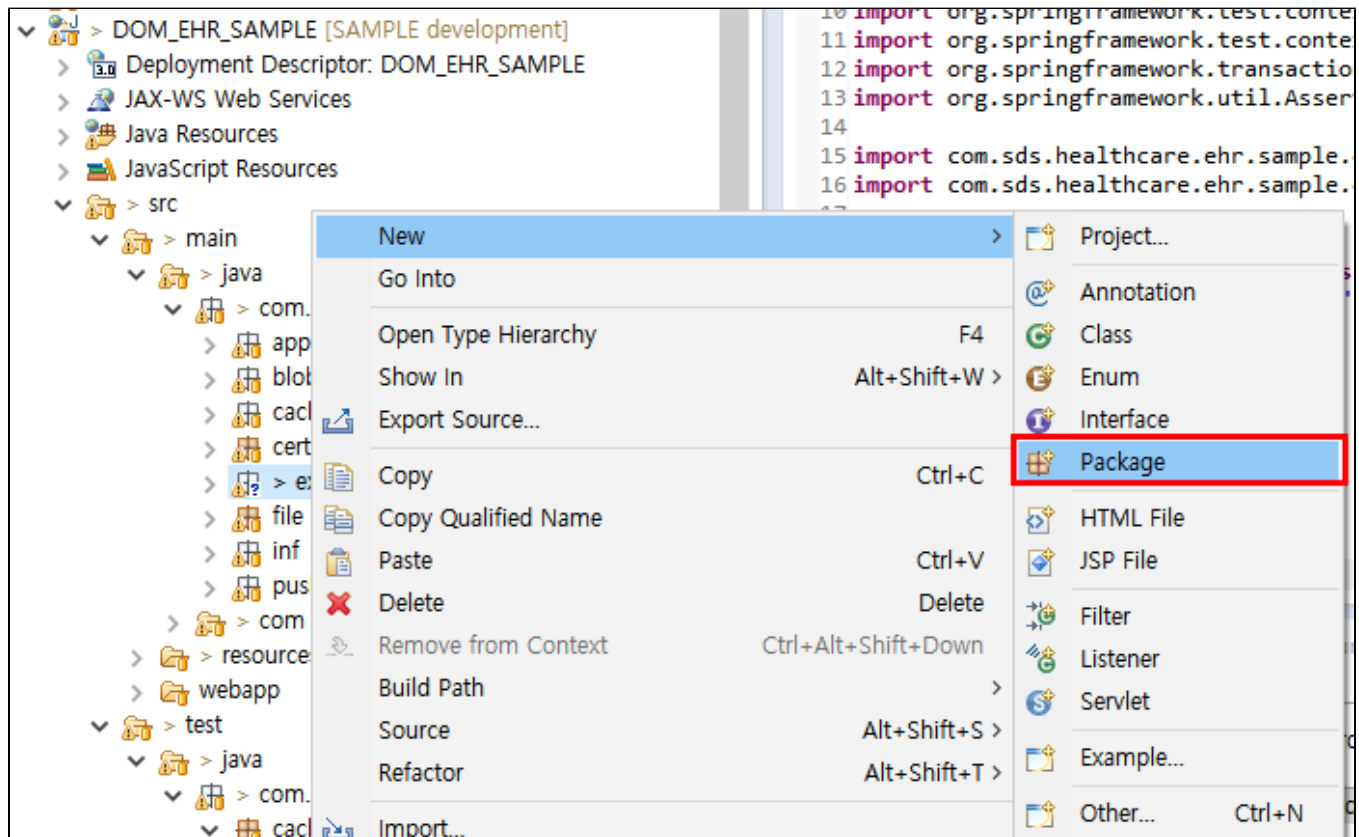 > DOM_EHR_SAMPLE [SAMPLE development]
Deployment Descriptor: DOM_EHR_SAMPLE
JAX-WS Web Services
Java Resources
JavaScript Resources
> src
> main
> java
> com.
app
blob
cacl
cert
> ex
file
inf
pus
> com
> resource
webapp
> test
> java
> com.
cacl
10 import org.springframework.test.conte
11 import org.springframework.test.conte
12 import org.springframework.transactio
13 import org.springframework.util.Asser
14
15 import com.sds.healthcare.ehr.sample.
16 import com.sds.healthcare.ehr.sample.
17
New
Go Into
Open Type Hierarchy F4
Show In Alt+Shift+W >
Export Source...
Copy Ctrl+C
Copy Qualified Name
Paste Ctrl+V
Delete Delete
Remove from Context Ctrl+Alt+Shift+Down
Build Path >
Source Alt+Shift+S >
Refactor Alt+Shift+T >
Import...
Project...
Annotation
Class
Enum
Interface
Package
HTML File
JSP File
Filter
Listener
Servlet
Example...
Other... Ctrl+N